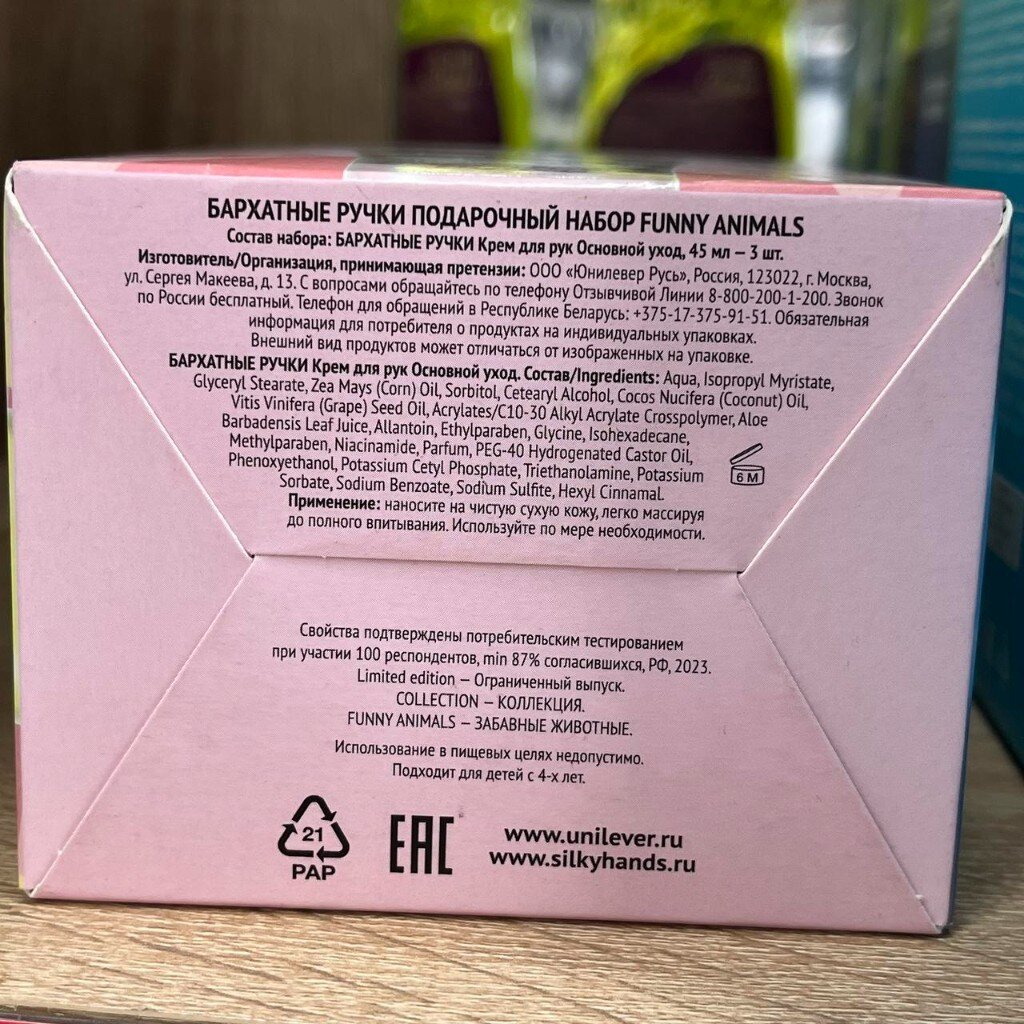 БАРХАТНЫЕ РУЧКИ ПОДАРОЧНЫЙ НАБОР FUNNY ANIMALS
Состав набора: БАРХАТНЫЕ РУЧКИ Крем для рук Основной уход, 45 мл – 3 шт.
Изготовитель/Организация, принимающая претензии: ООО «Юнилевер Русь», Россия, 123022, г. Москва,
ул. Сергея Макеева, д. 13. С вопросами обращайтесь по телефону Отзывчивой Линии 8-800-200-1-200. Звонок
по России бесплатный. Телефон для обращений в Республике Беларусь: +375-17-375-91-51. Обязательная
информация для потребителя о продуктах на индивидуальных упаковках.
Внешний вид продуктов может отличаться от изображенных на упаковке.
БАРХАТНЫЕ РУЧКИ Крем для рук Основной уход. Состав/Ingredients: Aqua, Isopropyl Myristate,
Glyceryl Stearate, Zea Mays (Corn) Oil, Sorbitol, Cetearyl Alcohol, Cocos Nucifera (Coconut) Oil,
Vitis Vinifera (Grape) Seed Oil, Acrylates/C10-30 Alkyl Acrylate Crosspolymer, Aloe
Barbadensis Leaf Juice, Allantoin, Ethylparaben, Glycine, Isohexadecane,
Methylparaben, Niacinamide, Parfum, PEG-40 Hydrogenated Castor Oil,
Phenoxyethanol, Potassium Cetyl Phosphate, Triethanolamine, Potassium
Sorbate, Sodium Benzoate, Sodium Sulfite, Hexyl Cinnamal.
6 M
Применение: наносите на чистую сухую кожу, легко массируя
до полного впитывания. Используйте по мере необходимости.
Свойства подтверждены потребительским тестированием
при участии 100 респондентов, min 87% согласившихся, РФ, 2023.
Limited edition – Ограниченный выпуск.
COLLECTION – КОЛЛЕКЦИЯ.
FUNNY ANIMALS – ЗАБАВНЫЕ ЖИВОТНЫЕ.
Использование в пищевых целях недопустимо.
Подходит для детей с 4-х лет.
21
PAP
EAC
www.unilever.ru
www.silkyhands.ru